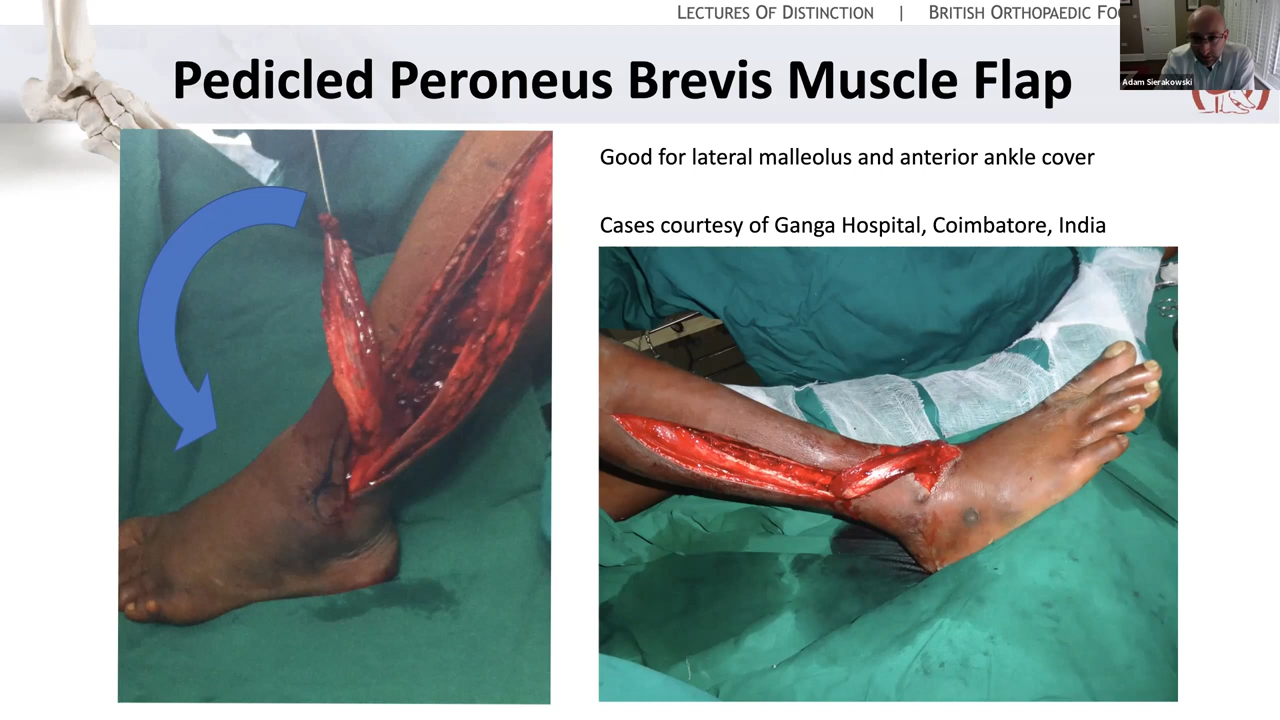 LECTURES OF DISTINCTION | BRITISH ORTHOPAEDIC
Adam Sierakowski
Pedicled Peroneus Brevis Muscle Flap
Good for lateral malleolus and anterior ankle cover
Cases courtesy of Ganga Hospital, Coimbatore, India